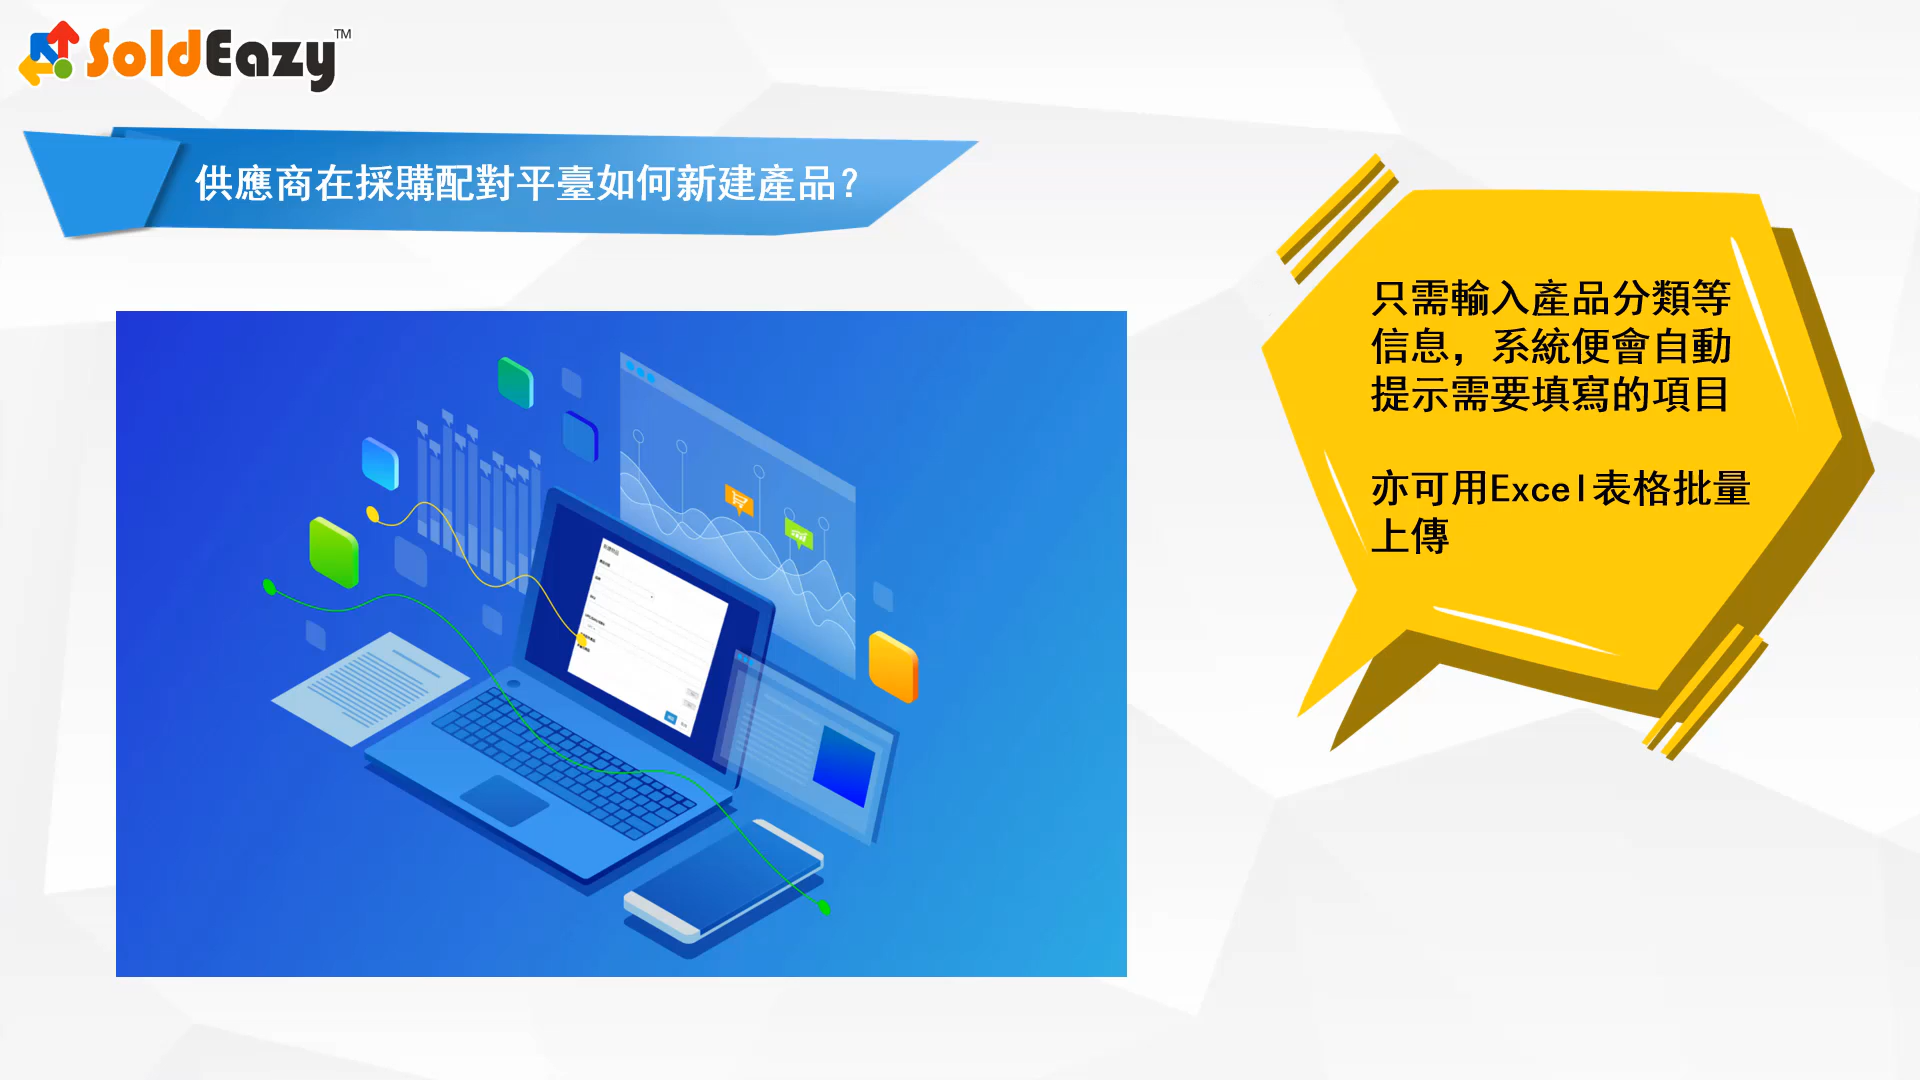 SoldEazy™
供應商在採購配對平臺如何新建產品？
只需輸入產品分類等
信息，系統便會自動
提示需要填寫的項目
亦可用Excel表格批量
上傳